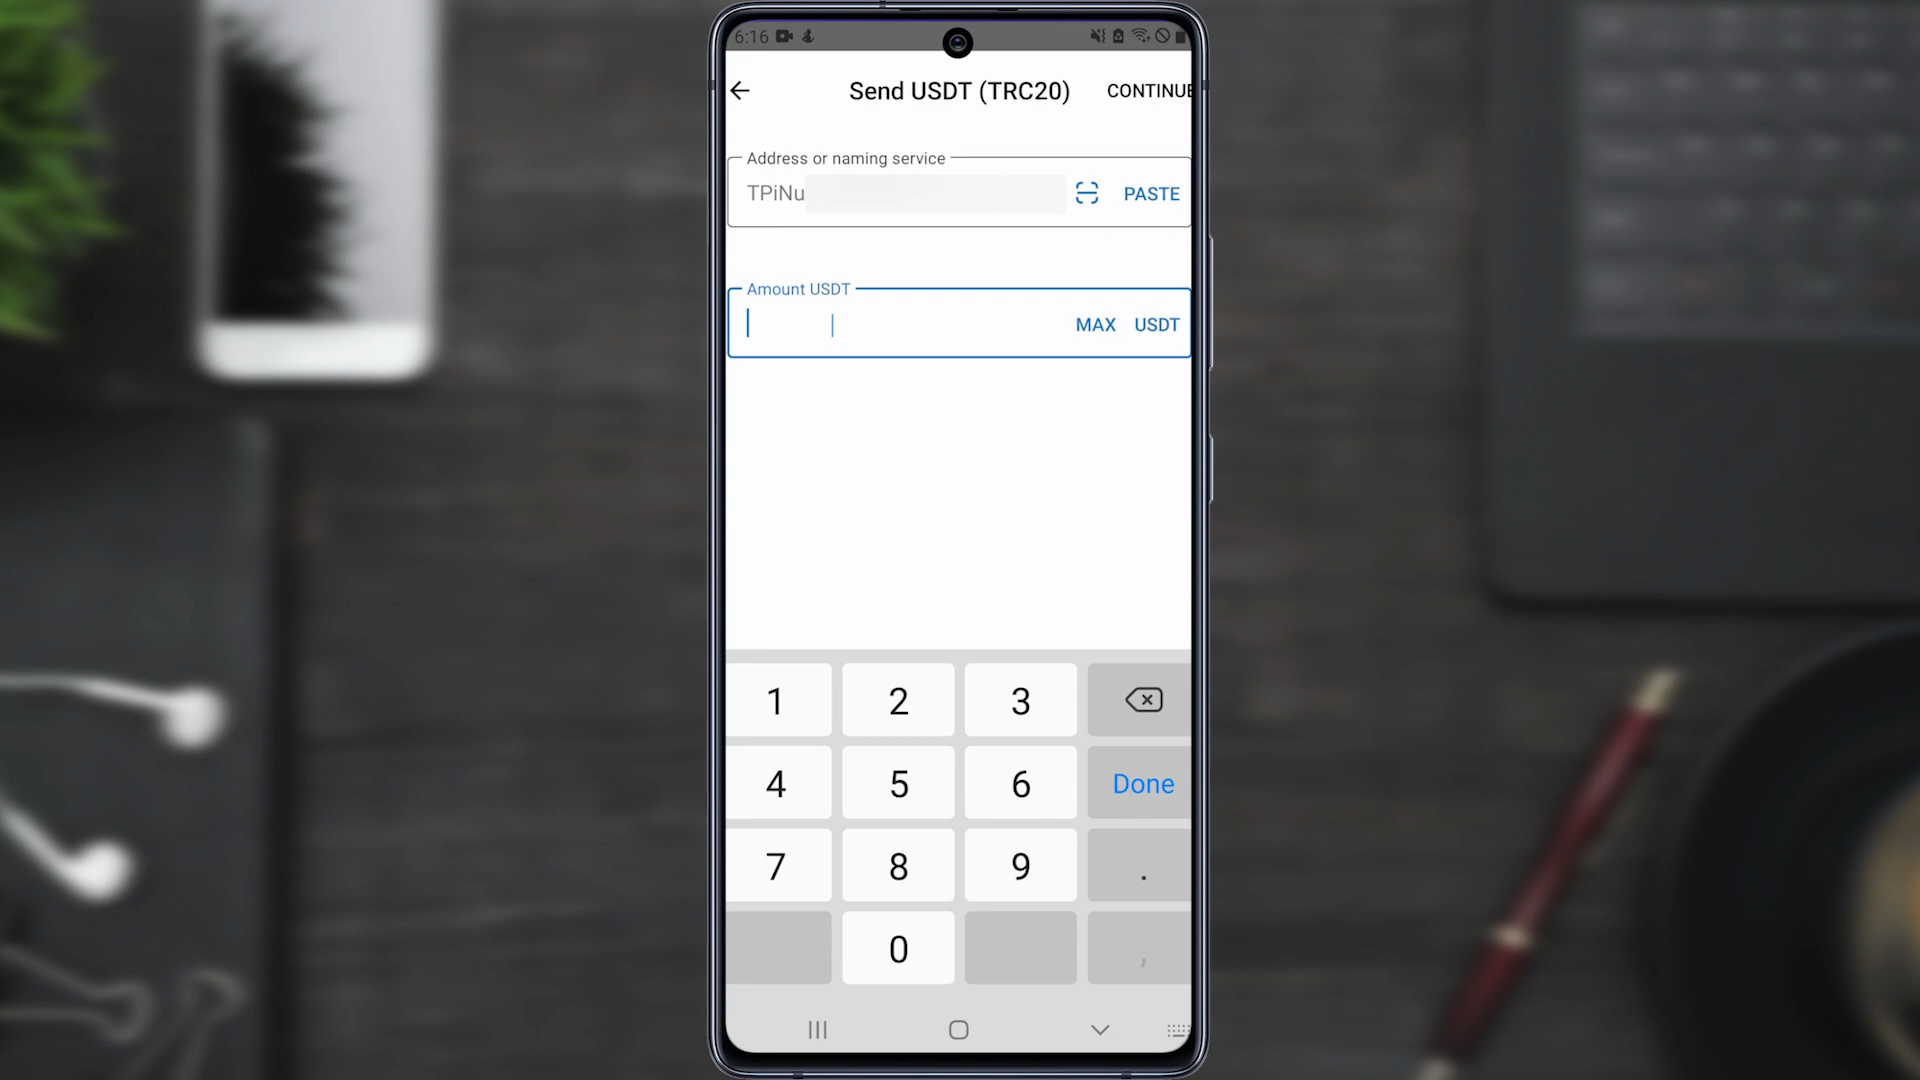 6:16
Send USDT (TRC20) CONTINUE
Address or naming service
TPiNu PASTE
Amount USDT
MAX USDT
1 2 3
4 5 6 Done
7 8 9 .
0 ,